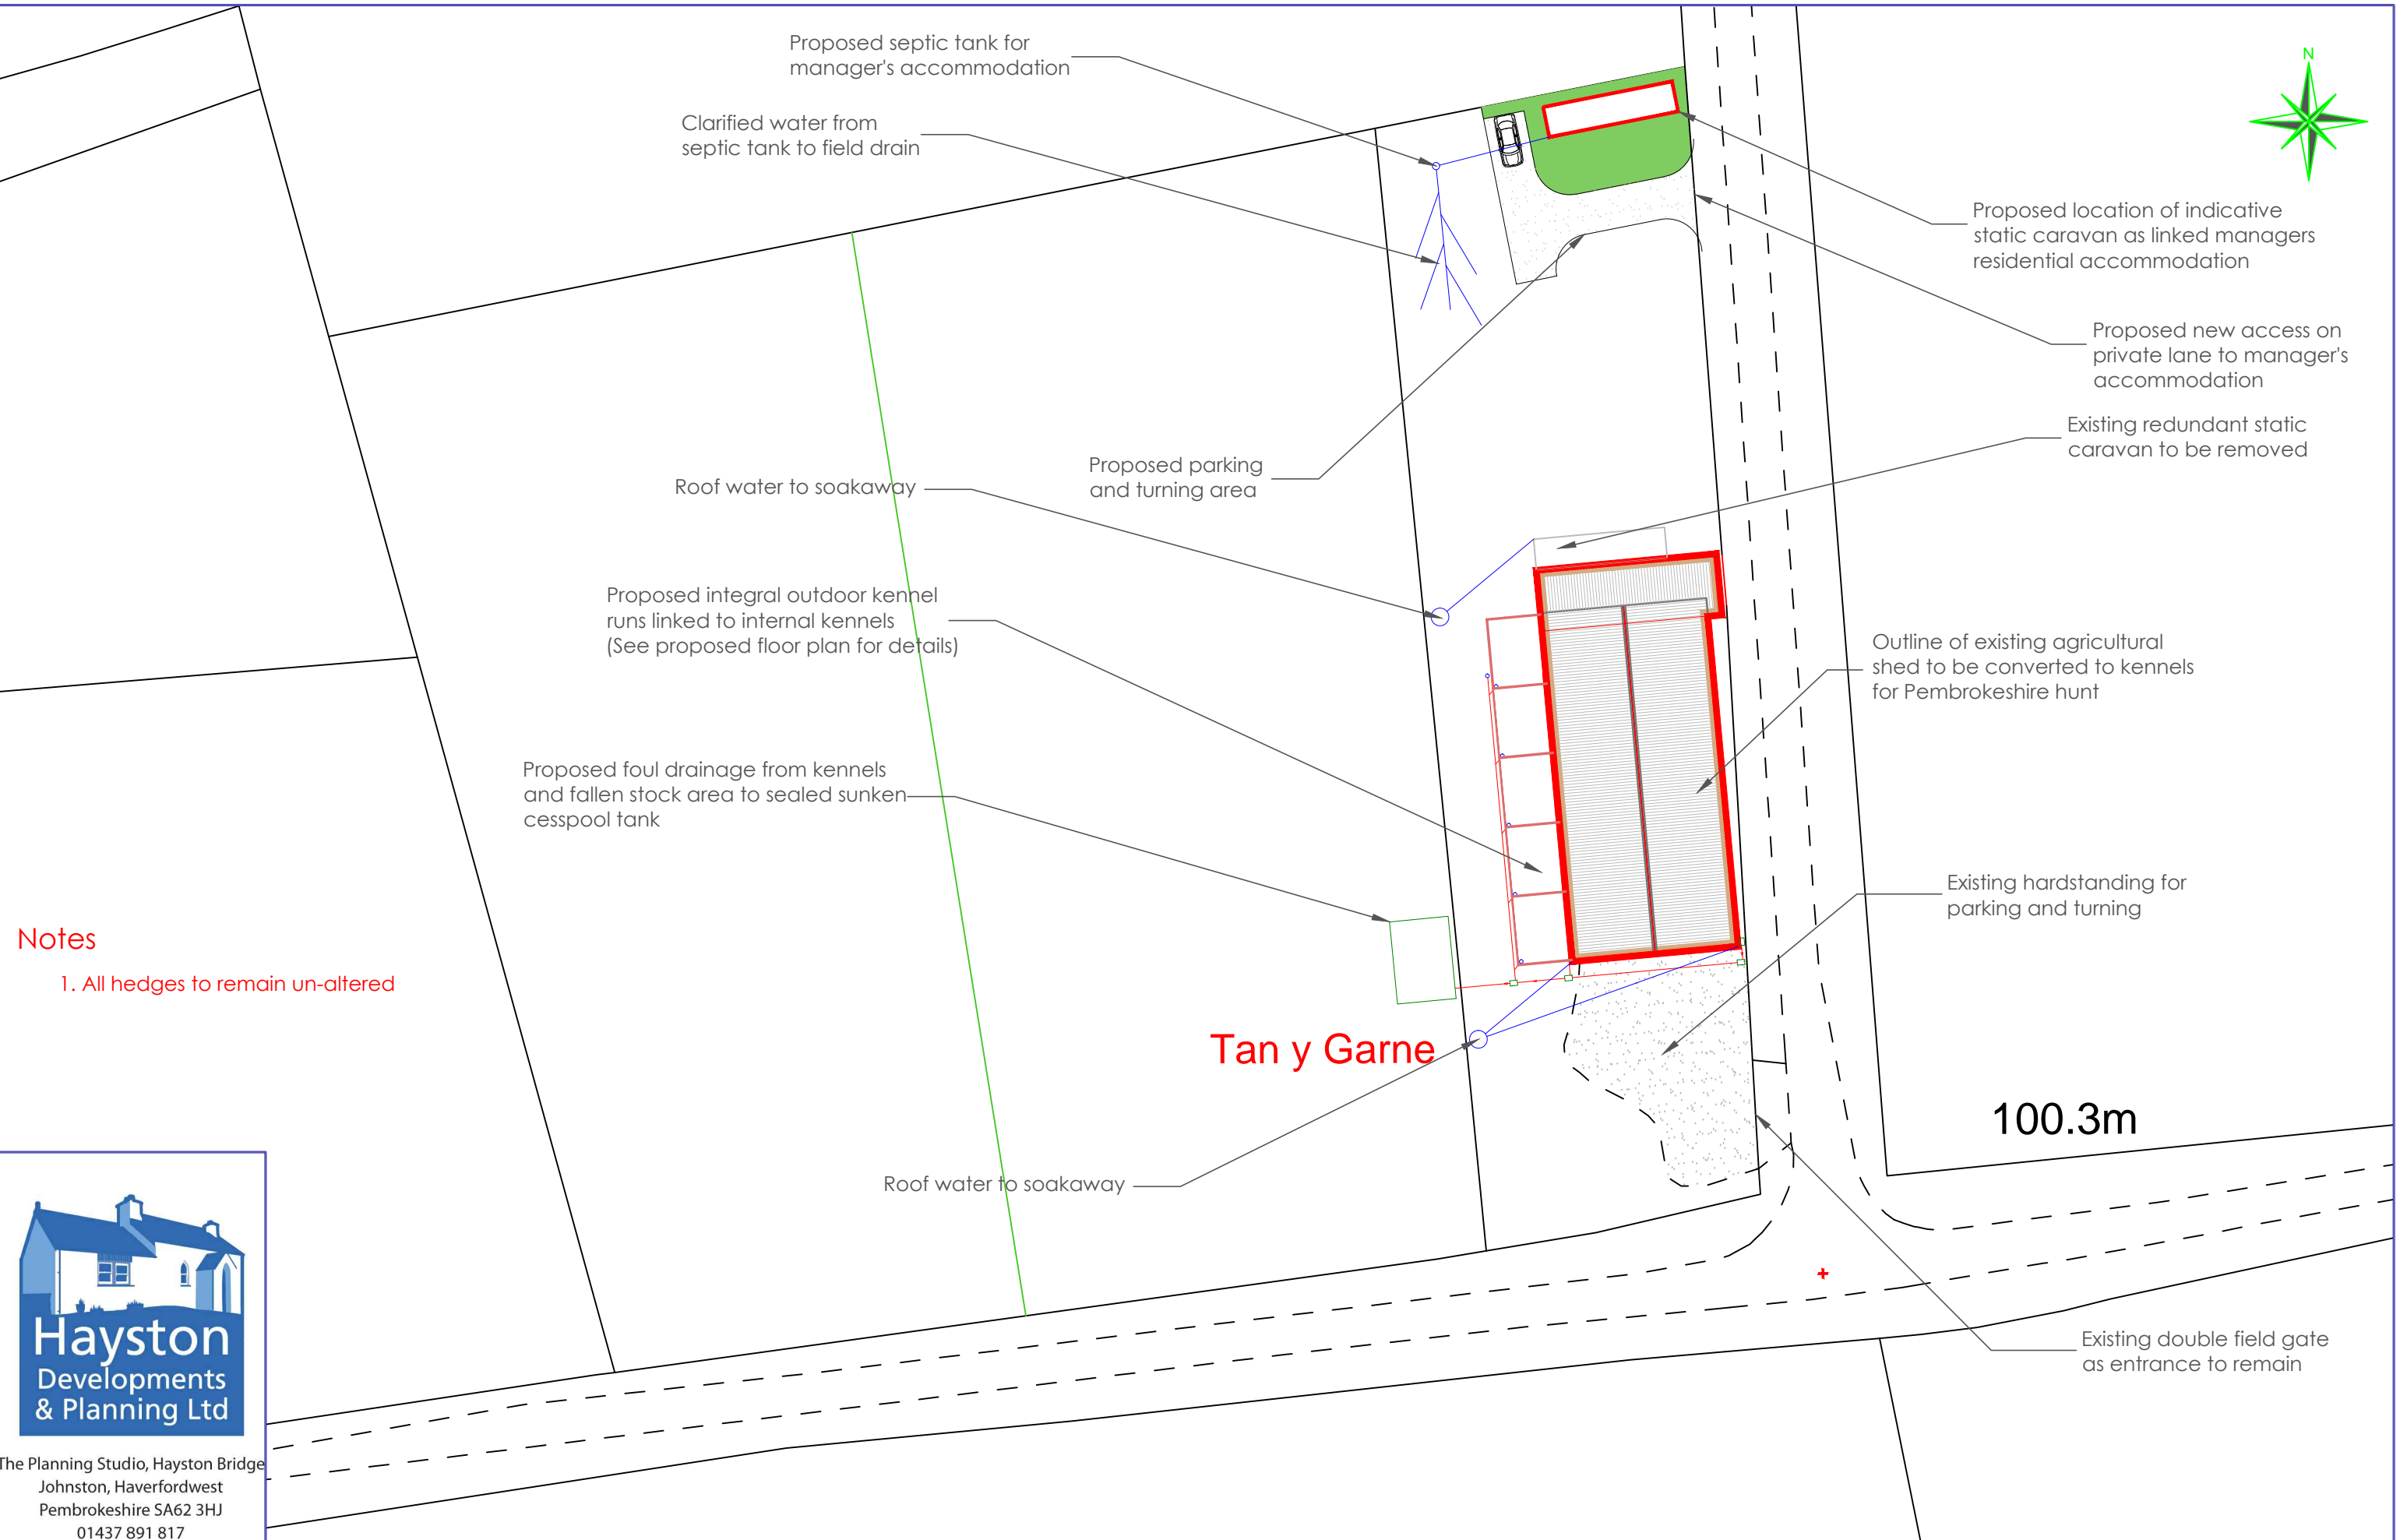 N
Proposed septic tank for
manager's accommodation
Clarified water from
septic tank to field drain
Proposed location of indicative
static caravan as linked managers
residential accommodation
Proposed new access on
private lane to manager's
accommodation
Existing redundant static
caravan to be removed
Proposed parking
and turning area
Roof water to soakaway
Proposed integral outdoor kennel
runs linked to internal kennels
(See proposed floor plan for details)
Outline of existing agricultural
shed to be converted to kennels
for Pembrokeshire hunt
Proposed foul drainage from kennels
and fallen stock area to sealed sunken
cesspool tank
Existing hardstanding for
parking and turning
Notes
1. All hedges to remain un-altered
Tan y Garne
100.3m
Roof water to soakaway
Existing double field gate
as entrance to remain
Hayston
Developments
& Planning Ltd
The Planning Studio, Hayston Bridge
Johnston, Haverfordwest
Pembrokeshire SA62 3HJ
01437 891 817